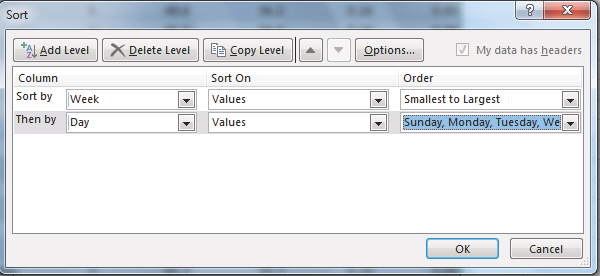 Sort
Add Level Delete Level Copy Level Options... My data has headers
Column Sort On Order
Sort by Week Values Smallest to Largest
Then by Day Values Sunday, Monday, Tuesday, We
OK Cancel